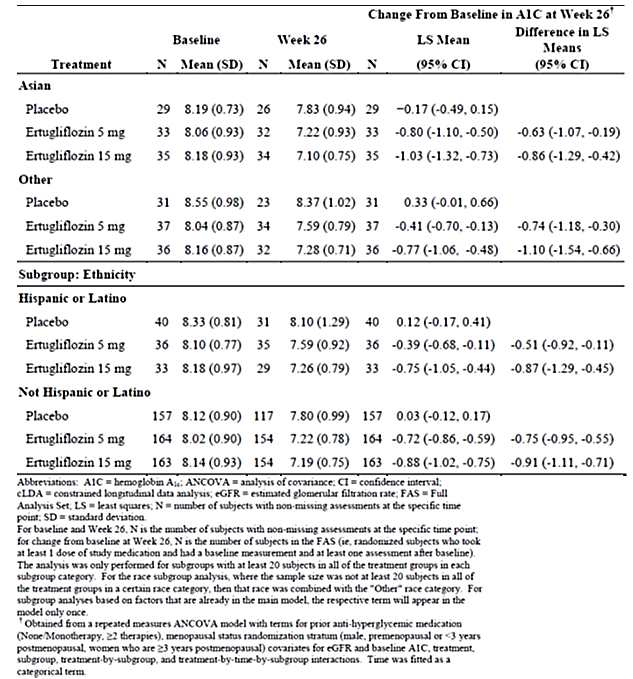 Change From Baseline in A1C at Week 26†
Baseline Week 26 LS Mean Difference in LS Means
Treatment N Mean (SD) N Mean (SD) N (95% CI) (95% CI)
Asian
Placebo 29 8.19 (0.73) 26 7.83 (0.94) 29 −0.17 (-0.49, 0.15)
Ertugliflozin 5 mg 33 8.06 (0.93) 32 7.22 (0.93) 33 -0.80 (-1.10, -0.50) -0.63 (-1.07, -0.19)
Ertugliflozin 15 mg 35 8.18 (0.93) 34 7.10 (0.75) 35 -1.03 (-1.32, -0.73) -0.86 (-1.29, -0.42)
Other
Placebo 31 8.55 (0.98) 23 8.37 (1.02) 31 0.33 (-0.01, 0.66)
Ertugliflozin 5 mg 37 8.04 (0.87) 34 7.59 (0.79) 37 -0.41 (-0.70, -0.13) -0.74 (-1.18, -0.30)
Ertugliflozin 15 mg 36 8.16 (0.87) 32 7.28 (0.71) 36 -0.77 (-1.06, -0.48) -1.10 (-1.54, -0.66)
Subgroup: Ethnicity
Hispanic or Latino
Placebo 40 8.33 (0.81) 31 8.10 (1.29) 40 0.12 (-0.17, 0.41)
Ertugliflozin 5 mg 36 8.10 (0.77) 35 7.59 (0.92) 36 -0.39 (-0.68, -0.11) -0.51 (-0.92, -0.11)
Ertugliflozin 15 mg 33 8.18 (0.97) 29 7.26 (0.79) 33 -0.75 (-1.05, -0.44) -0.87 (-1.29, -0.45)
Not Hispanic or Latino
Placebo 157 8.12 (0.90) 117 7.80 (0.99) 157 0.03 (-0.12, 0.17)
Ertugliflozin 5 mg 164 8.02 (0.90) 154 7.22 (0.78) 164 -0.72 (-0.86, -0.59) -0.75 (-0.95, -0.55)
Ertugliflozin 15 mg 163 8.14 (0.93) 154 7.19 (0.75) 163 -0.88 (-1.02, -0.75) -0.91 (-1.11, -0.71)
Abbreviations: A1C = hemoglobin A1c; ANCOVA = analysis of covariance; CI = confidence interval;
cLDA = constrained longitudinal data analysis; eGFR = estimated glomerular filtration rate; FAS = Full
Analysis Set; LS = least squares; N = number of subjects with non-missing assessments at the specific time
point; SD = standard deviation.
For baseline and Week 26, N is the number of subjects with non-missing assessments at the specific time point;
for change from baseline at Week 26, N is the number of subjects in the FAS (ie, randomized subjects who took
at least 1 dose of study medication and had a baseline measurement and at least one assessment after baseline).
The analysis was only performed for subgroups with at least 20 subjects in all of the treatment groups in each
subgroup category. For the race subgroup analysis, where the sample size was not at least 20 subjects in all of
the treatment groups in a certain race category, then that race was combined with the "Other" race category. For
subgroup analyses based on factors that are already in the main model, the respective term will appear in the
model only once.
† Obtained from a repeated measures ANCOVA model with terms for prior anti-hyperglycemic medication
(None/Monotherapy, ≥2 therapies), menopausal status randomization stratum (male, premenopausal or <3 years
postmenopausal, women who are ≥3 years postmenopausal) covariates for eGFR and baseline A1C, treatment,
subgroup, treatment-by-subgroup, and treatment-by-time-by-subgroup interactions. Time was fitted as a
categorical term.